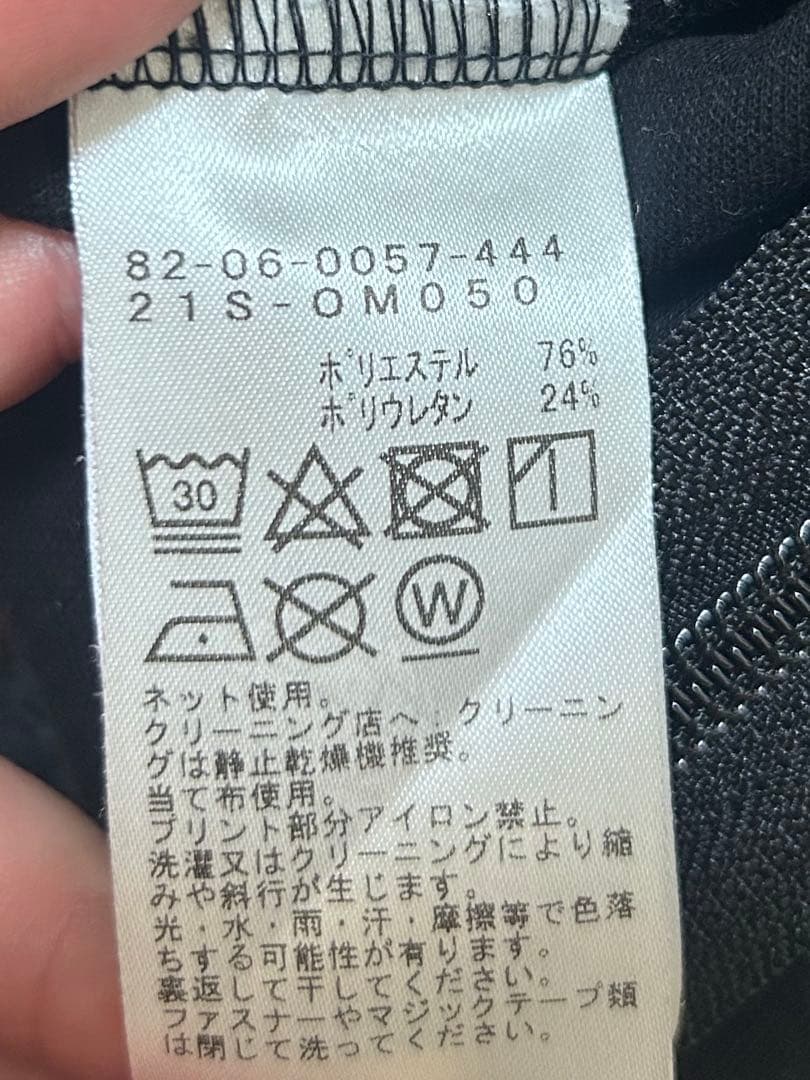 82-06-0057-444
21S-OM050
ポリエステル 76%
ポリウレタン 24%
30
W
ネット使用。
クリーニング店へ:クリーニン
グは静止乾燥機推奨。
当て布使用。
プリント部分アイロン禁止。
洗濯又はクリーニングにより縮
みや斜行が生じます。
光・水・雨・汗・摩擦等で色落
ちする可能性が有ります。
裏返して干してください。
ファスナーやマジックテープ類
は閉じて洗ってください。